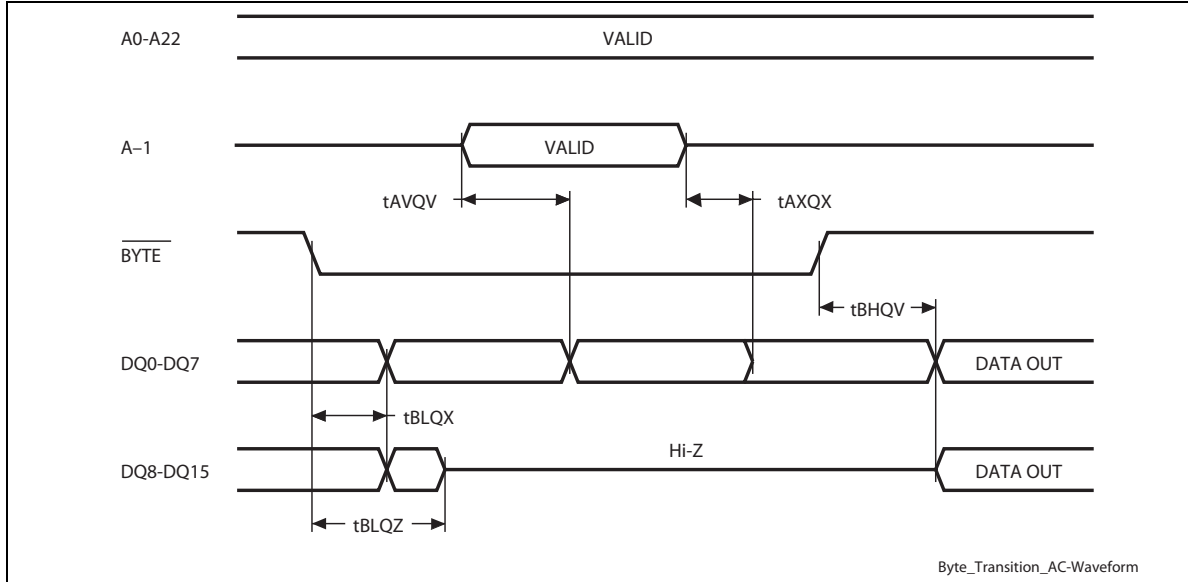 A0-A22
VALID
A–1
VALID
tAVQV
tAXQX
BYTE
tBHQV
DQ0-DQ7
DATA OUT
tBLQX
Hi-Z
DQ8-DQ15
DATA OUT
tBLQZ
Byte_Transition_AC-Waveform